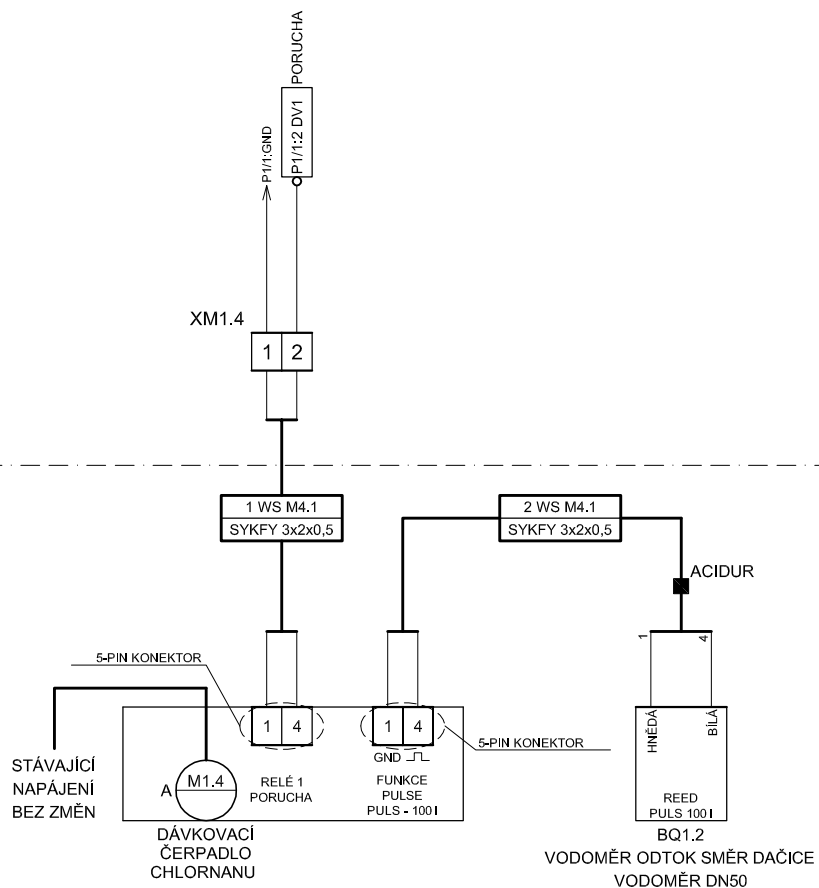 PORUCHA
P1/1:GND
P1/1:2 DV1
XM1.4
1 2
1 WS M4.1
SYKFY 3x2x0,5
2 WS M4.1
SYKFY 3x2x0,5
ACIDUR
1 4
5-PIN KONEKTOR
1 4
1 4
HNĚDÁ
BÍLÁ
5-PIN KONEKTOR
GND
STÁVAJÍCÍ
NAPÁJENÍ
BEZ ZMĚN
A
M1.4
RELÉ 1
PORUCHA
FUNKCE
PULSE
PULS - 100 l
REED
PULS 100 l
DÁVKOVACÍ
ČERPADLO
CHLORNANU
BQ1.2
VODOMĚR ODTOK SMĚR DAČICE
VODOMĚR DN50